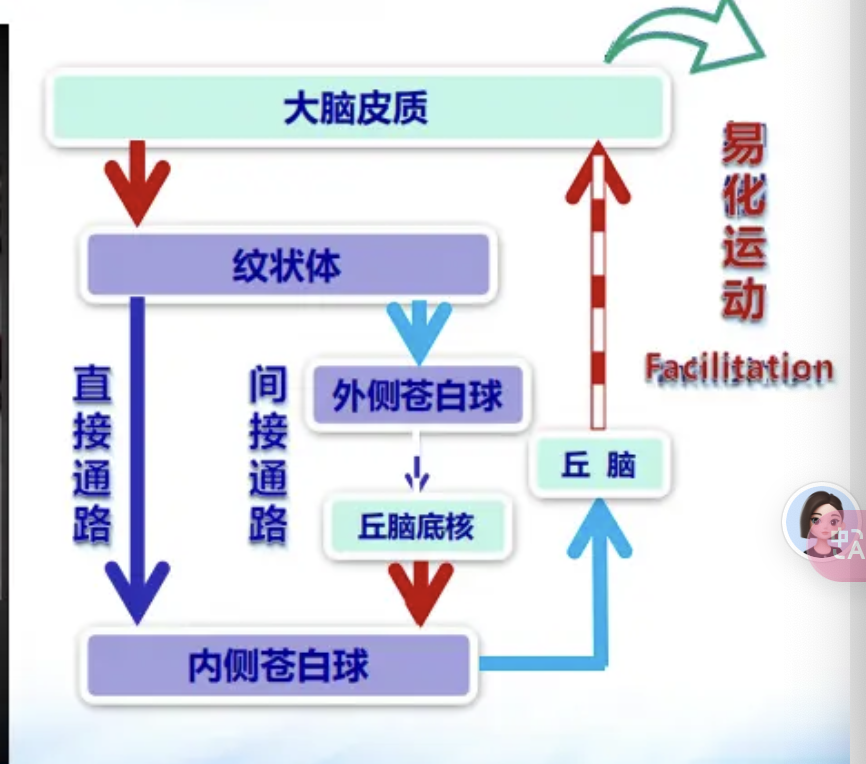 大脑皮质
易化运动
Facilitation
纹状体
直接通路
间接通路
外侧苍白球
丘脑底核
丘 脑
内侧苍白球
中
A